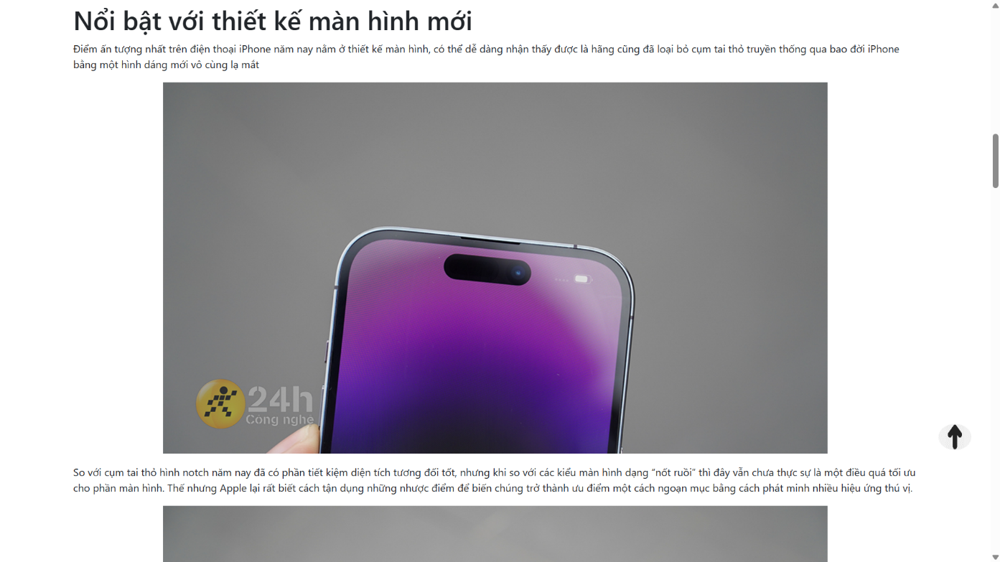 Nổi bật với thiết kế màn hình mới
Điểm ấn tượng nhất trên điện thoại iPhone năm nay nằm ở thiết kế màn hình, có thể dễ dàng nhận thấy được là hãng cũng đã loại bỏ cụm tai thỏ truyền thống qua bao đời iPhone
bằng một hình dáng mới vô cùng lạ mắt
24h
Công nghệ
So với cụm tai thỏ hình notch năm nay đã có phần tiết kiệm diện tích tương đối tốt, nhưng khi so với các kiểu màn hình dạng “nốt ruồi” thì đây vẫn chưa thực sự là một điều quá tối ưu
cho phần màn hình. Thế nhưng Apple lại rất biết cách tận dụng những nhược điểm để biến chúng trở thành ưu điểm một cách ngoạn mục bằng cách phát minh nhiều hiệu ứng thú vị.